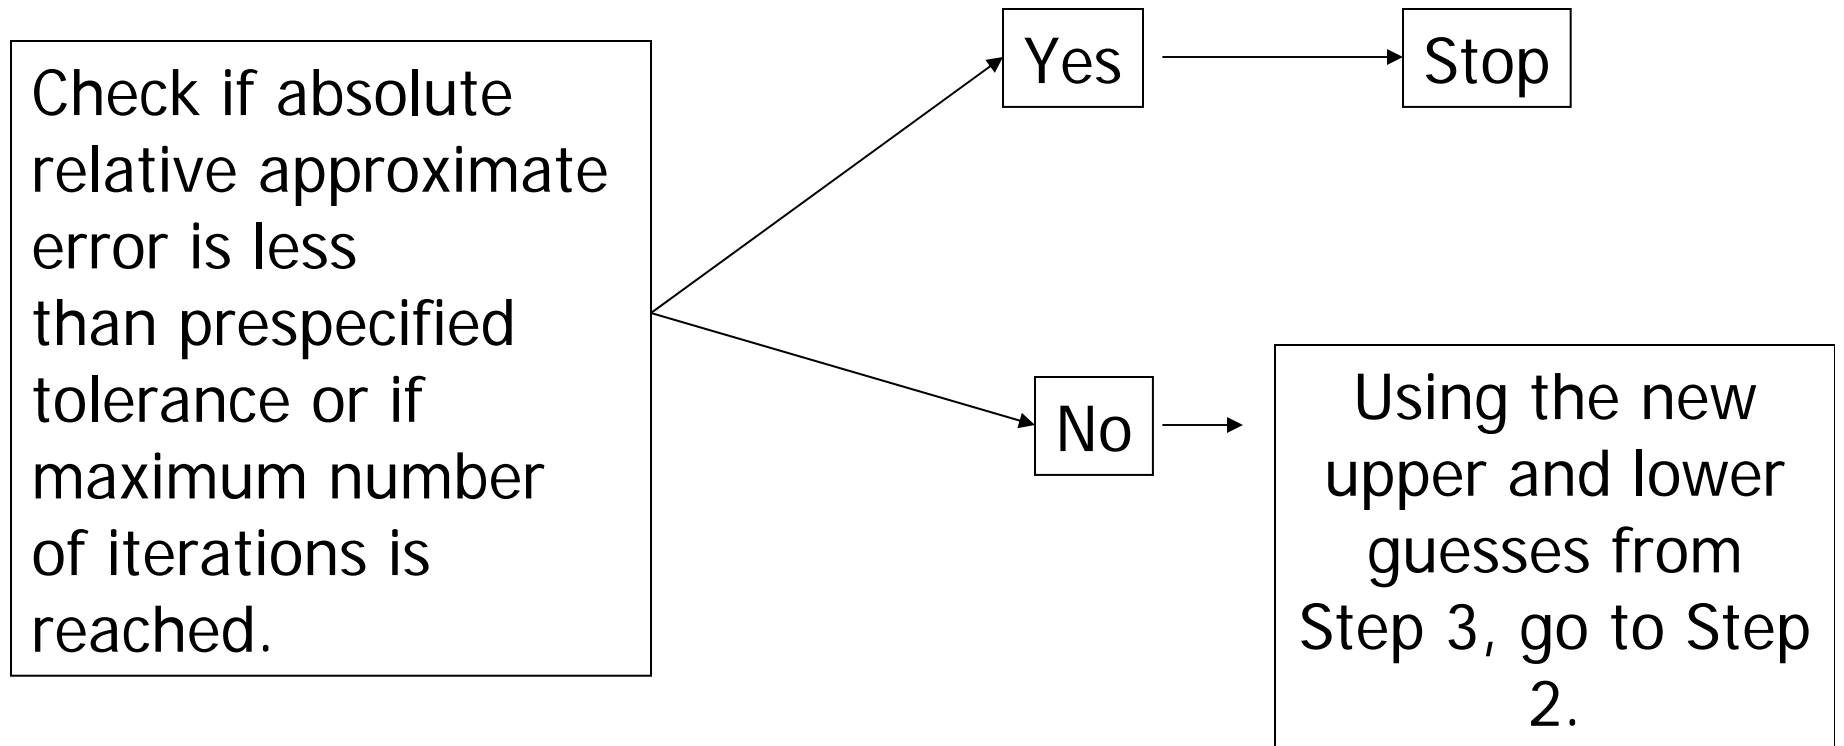 Check if absolute
relative approximate
error is less
than prespecified
tolerance or if
maximum number
of iterations is
reached.
Yes
Stop
No
Using the new
upper and lower
guesses from
Step 3, go to Step
2.